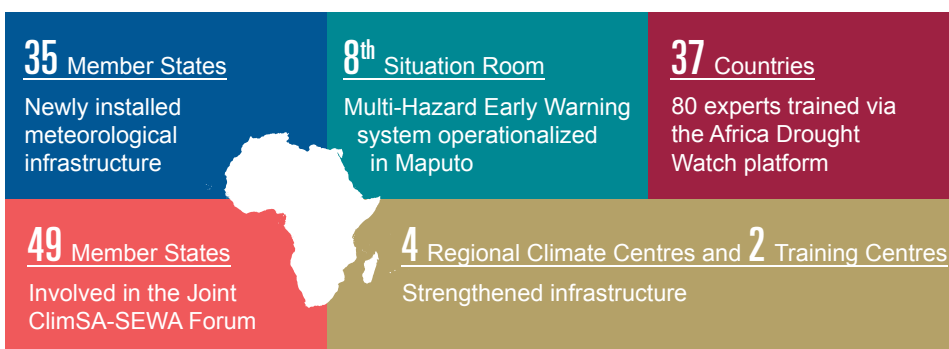 35 Member States
Newly installed
meteorological
infrastructure
8th Situation Room
Multi-Hazard Early Warning
system operationalized
in Maputo
37 Countries
80 experts trained via
the Africa Drought
Watch platform
49 Member States
Involved in the Joint
ClimSA-SEWA Forum
4 Regional Climate Centres and 2 Training Centres
Strengthened infrastructure